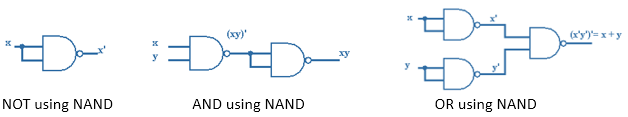 x x'
NOT using NAND
x
y
(xy)'
xy
AND using NAND
x x'
y y'
(x'y')'= x + y
OR using NAND